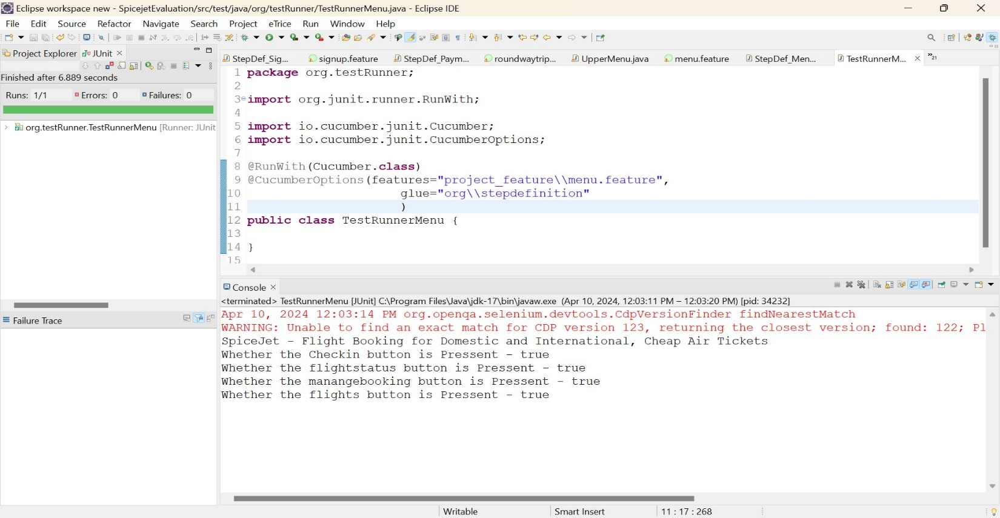 Eclipse workspace new - SpicejetEvaluation/src/test/java/org/testRunner/TestRunnerMenu.java - Eclipse IDE
File Edit Source Refactor Navigate Search Project eTrice Run Window Help
Project Explorer JUnit
StepDef_Sig... signup.feature StepDef_Paym... roundwaytrip... UpperMenu.java menu.feature StepDef_Men... TestRunnerM... 21
Finished after 6.889 seconds
Runs: 1/1 Errors: 0 Failures: 0
org.testRunner.TestRunnerMenu [Runner: JUnit
1 package org.testRunner;
2
3 import org.junit.runner.RunWith;
4
5 import io.cucumber.junit.Cucumber;
6 import io.cucumber.junit.CucumberOptions;
7
8 @RunWith(Cucumber.class)
9 @CucumberOptions(features="project_feature\\menu.feature",
10 glue="org\\stepdefinition"
11 )
12 public class TestRunnerMenu {
13
14 }
15
Failure Trace
Console
<terminated> TestRunnerMenu [JUnit] C:\Program Files\Java\jdk-17\bin\javaw.exe (Apr 10, 2024, 12:03:11 PM – 12:03:20 PM) [pid: 34232]
Apr 10, 2024 12:03:14 PM org.openqa.selenium.devtools.CdpVersionFinder findNearestMatch
WARNING: Unable to find an exact match for CDP version 123, returning the closest version; found: 122; Pl
SpiceJet - Flight Booking for Domestic and International, Cheap Air Tickets
Whether the Checkin button is Pressent - true
Whether the flightstatus button is Pressent - true
Whether the manangebooking button is Pressent - true
Whether the flights button is Pressent - true
Writable Smart Insert 11 : 17 : 268